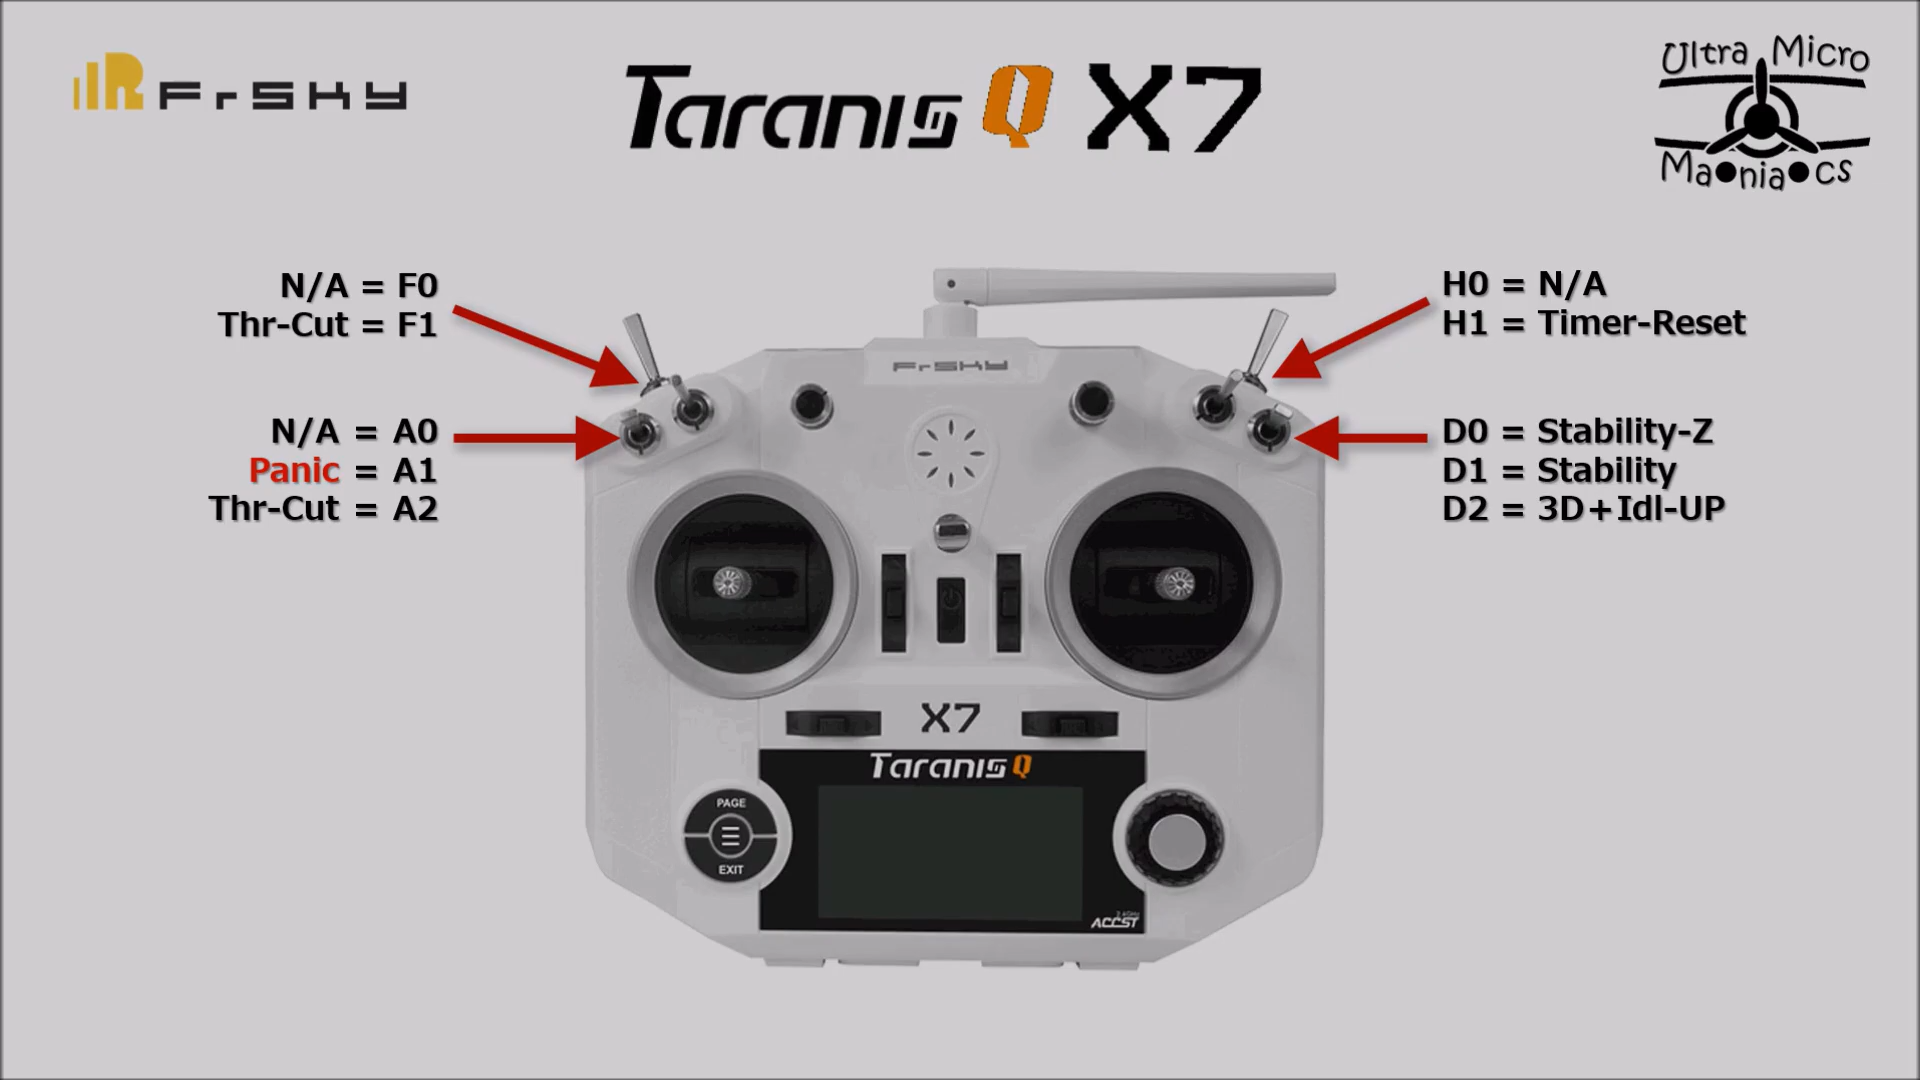 FrSKY
Taranis Q X7
Ultra Micro
Maniacs
N/A = F0
Thr-Cut = F1
H0 = N/A
H1 = Timer-Reset
FrSKY
N/A = A0
Panic = A1
Thr-Cut = A2
D0 = Stability-Z
D1 = Stability
D2 = 3D+Idl-UP
X7
Taranis Q
PAGE
EXIT
ACCST